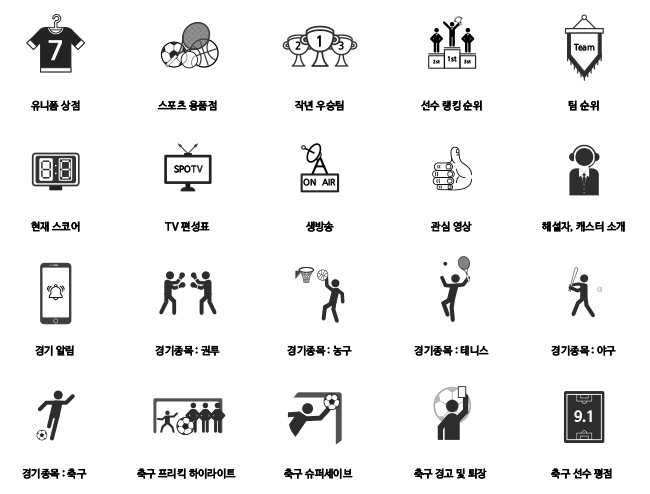 7
2 1 3
2st 1st 3st
Team
유니폼 상점
스포츠 용품점
작년 우승팀
선수 랭킹 순위
팀 순위
8:8
SPOTV
ON AIR
현재 스코어
TV 편성표
생방송
관심 영상
해설자, 캐스터 소개
경기 알림
경기종목 : 권투
경기종목 : 농구
경기종목 : 테니스
경기종목 : 야구
9.1
경기종목 : 축구
축구 프리킥 하이라이트
축구 슈퍼세이브
축구 경고 및 퇴장
축구 선수 평점